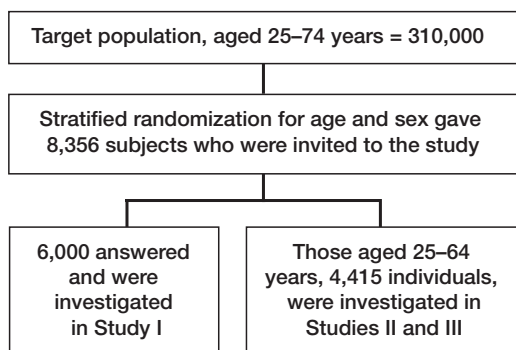 Target population, aged 25–74 years = 310,000
Stratified randomization for age and sex gave
8,356 subjects who were invited to the study
6,000 answered
and were
investigated
in Study I
Those aged 25–64
years, 4,415 individuals,
were investigated in
Studies II and III